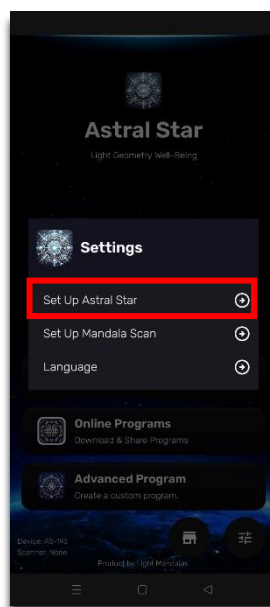 Astral Star
Light Geometry Well-Being
Settings
Set Up Astral Star
Set Up Mandala Scan
Language
Online Programs
Download & Share Programs
Advanced Program
Create a custom program.
Device: AS-1193
Scanner: None
Product by Light Mandalas